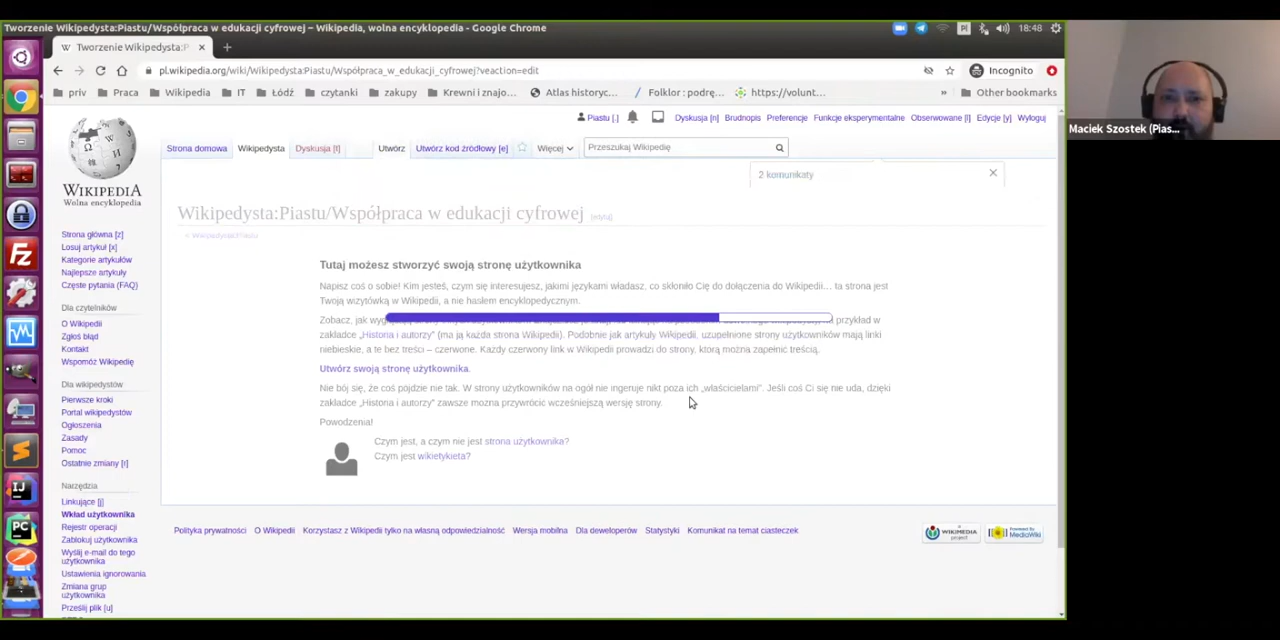 Tworzenie Wikipedysta:Piastu/Współpraca w edukacji cyfrowej – Wikipedia, wolna encyklopedia - Google Chrome
Pl
18:48
Tworzenie Wikipedysta:P
pl.wikipedia.org/wiki/Wikipedysta:Piastu/Współpraca_w_edukacji_cyfrowej?veaction=edit
Incognito
priv Praca Wikipedia IT Łódź czytanki zakupy Krewni i znajo... Atlas historyc... Folklor : podrę... https://volunt... » Other bookmarks
Maciek Szostek (Pias...
Piastu [.] Dyskusja [n] Brudnopis Preferencje Funkcje eksperymentalne Obserwowane [l] Edycje [y] Wyloguj
Strona domowa Wikipedysta Dyskusja [t] Utwórz Utwórz kod źródłowy [e] Więcej Przeszukaj Wikipedię
2 komunikaty
WIKIPEDIA
Wolna encyklopedia
Wikipedysta:Piastu/Współpraca w edukacji cyfrowej [edytuj]
< Wikipedysta:Piastu
Strona główna [z]
Losuj artykuł [x]
Kategorie artykułów
Najlepsze artykuły
Częste pytania (FAQ)
Dla czytelników
O Wikipedii
Zgłoś błąd
Kontakt
Wspomóż Wikipedię
Dla wikipedystów
Pierwsze kroki
Portal wikipedystów
Ogłoszenia
Zasady
Pomoc
Ostatnie zmiany [r]
Narzędzia
Linkujące [j]
Wkład użytkownika
Rejestr operacji
Zablokuj użytkownika
Wyślij e-mail do tego
użytkownika
Ustawienia ignorowania
Zmiana grup
użytkownika
Prześlij plik [u]
Tutaj możesz stworzyć swoją stronę użytkownika
Napisz coś o sobie! Kim jesteś, czym się interesujesz, jakimi językami władasz, co skłoniło Cię do dołączenia do Wikipedii... ta strona jest
Twoją wizytówką w Wikipedii, a nie hasłem encyklopedycznym.
Zobacz, jak przykład w
zakładce „Historia i autorzy” (ma ją każda strona Wikipedii). Podobnie jak artykuły Wikipedii, uzupełnione strony użytkowników mają linki
niebieskie, a te bez treści – czerwone. Każdy czerwony link w Wikipedii prowadzi do strony, którą można zapełnić treścią.
Utwórz swoją stronę użytkownika.
Nie bój się, że coś pójdzie nie tak. W strony użytkowników na ogół nie ingeruje nikt poza ich „właścicielami”. Jeśli coś Ci się nie uda, dzięki
zakładce „Historia i autorzy” zawsze można przywrócić wcześniejszą wersję strony.
Powodzenia!
Czym jest, a czym nie jest strona użytkownika?
Czym jest wikietykieta?
Polityka prywatności O Wikipedii Korzystasz z Wikipedii tylko na własną odpowiedzialność Wersja mobilna Dla deweloperów Statystyki Komunikat na temat ciasteczek
WIKIMEDIA
project
Powered by
MediaWiki